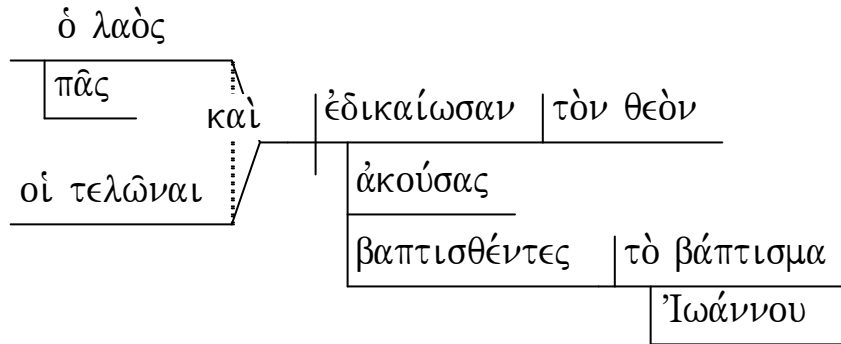 ὁ λαὸς
πᾶς
καὶ
οἱ τελῶναι
ἐδικαίωσαν τὸν θεὸν
ἀκούσας
βαπτισθέντες τὸ βάπτισμα
Ἰωάννου